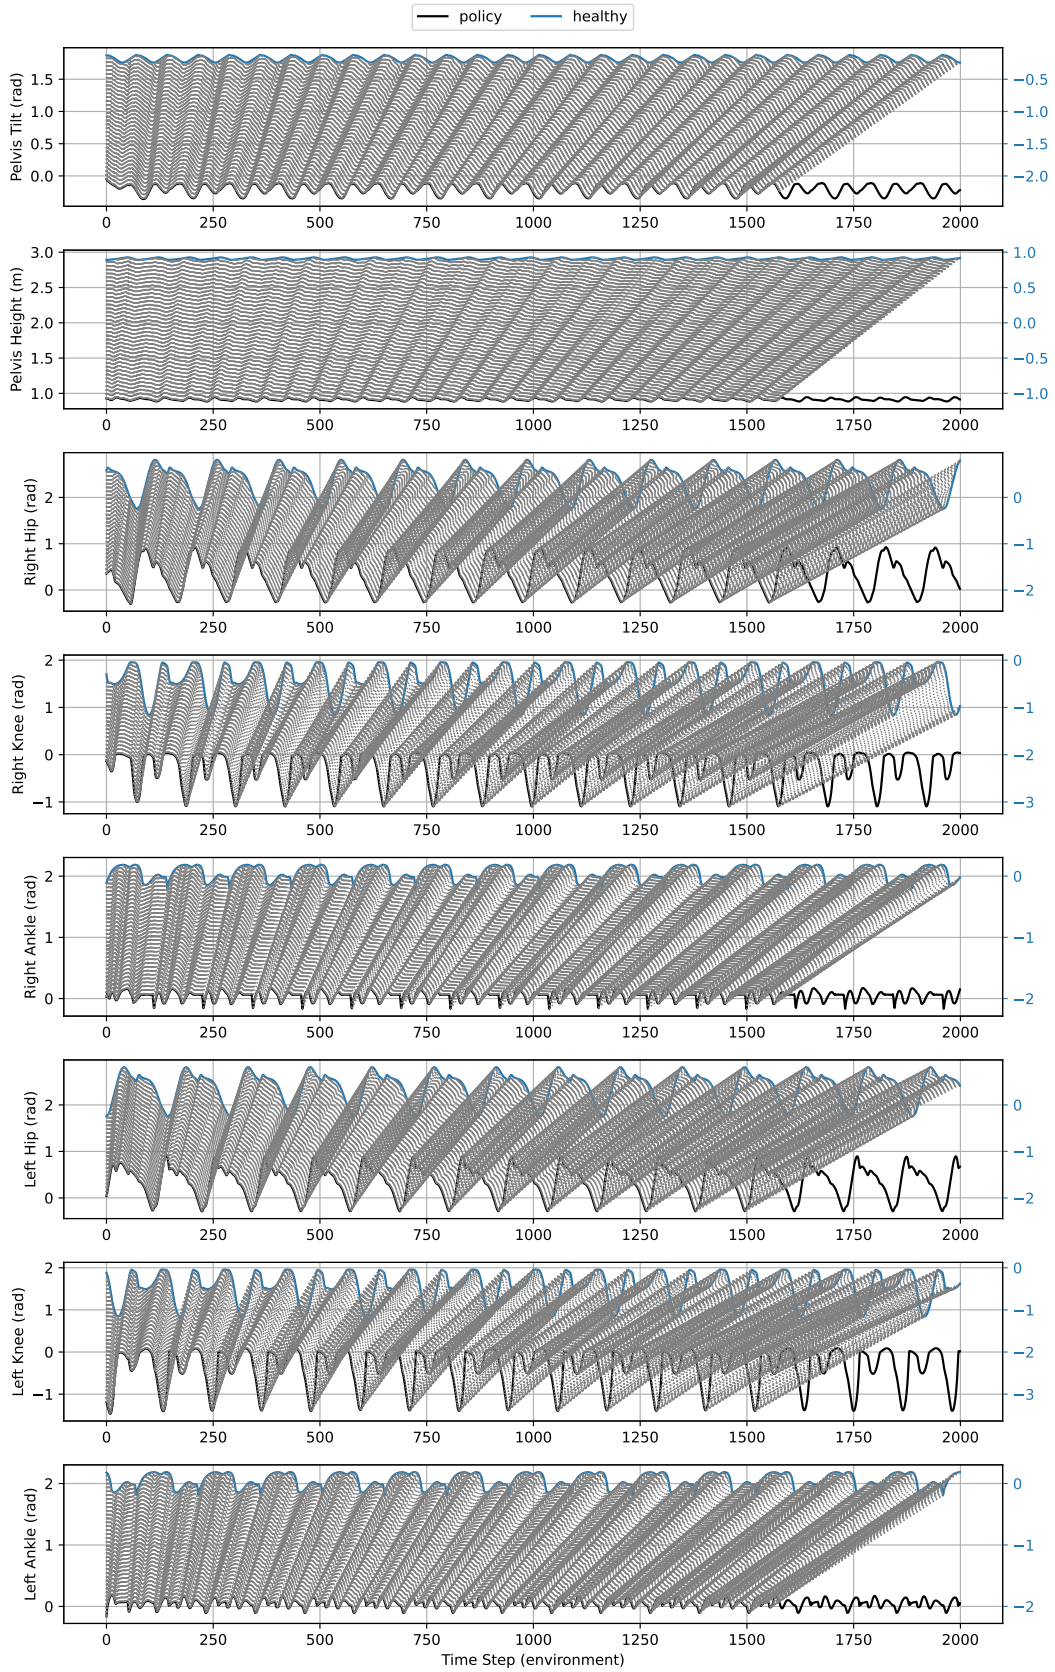 policy healthy
Pelvis Tilt (rad)
1.5 1.0 0.5 0.0
−0.5 −1.0 −1.5 −2.0
0 250 500 750 1000 1250 1500 1750 2000
Pelvis Height (m)
3.0 2.5 2.0 1.5 1.0
1.0 0.5 0.0 −0.5 −1.0
0 250 500 750 1000 1250 1500 1750 2000
Right Hip (rad)
2 1 0
0 −1 −2
0 250 500 750 1000 1250 1500 1750 2000
Right Knee (rad)
2 1 0 −1
0 −1 −2 −3
0 250 500 750 1000 1250 1500 1750 2000
Right Ankle (rad)
2 1 0
0 −1 −2
0 250 500 750 1000 1250 1500 1750 2000
Left Hip (rad)
2 1 0
0 −1 −2
0 250 500 750 1000 1250 1500 1750 2000
Left Knee (rad)
2 1 0 −1
0 −1 −2 −3
0 250 500 750 1000 1250 1500 1750 2000
Left Ankle (rad)
2 1 0
0 −1 −2
0 250 500 750 1000 1250 1500 1750 2000
Time Step (environment)